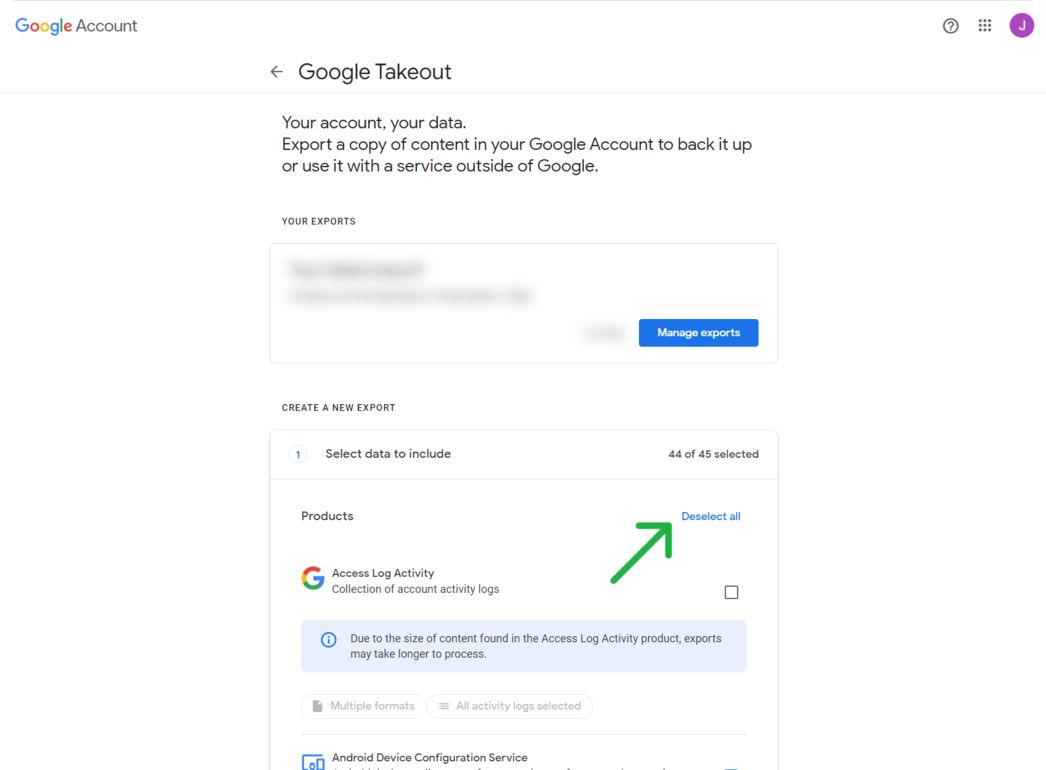 Google Account
J
Google Takeout
Your account, your data.
Export a copy of content in your Google Account to back it up
or use it with a service outside of Google.
YOUR EXPORTS
Manage exports
CREATE A NEW EXPORT
1 Select data to include 44 of 45 selected
Products Deselect all
Access Log Activity
Collection of account activity logs
Due to the size of content found in the Access Log Activity product, exports
may take longer to process.
Multiple formats All activity logs selected
Android Device Configuration Service